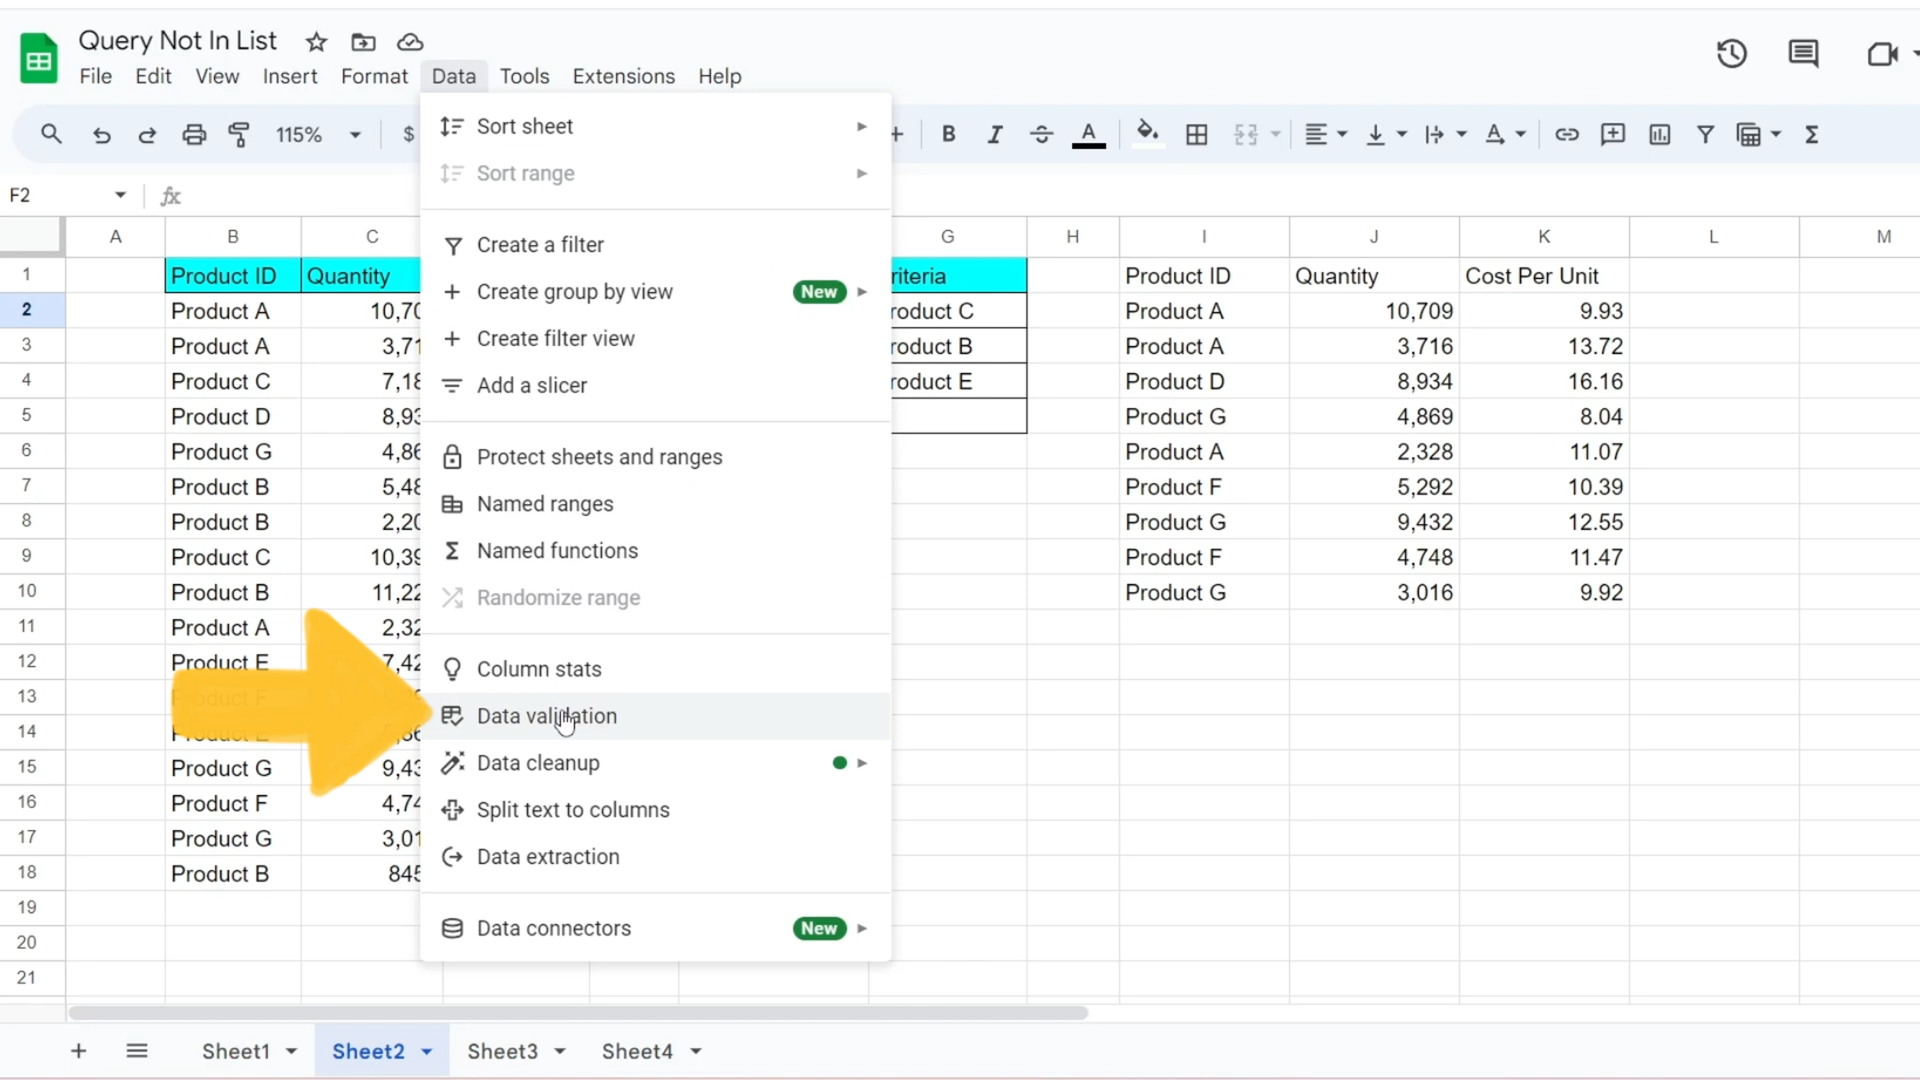 Query Not In List
File Edit View Insert Format Data Tools Extensions Help
115% $ B I A A Σ
F2 fx
A B C G H I J K L M
1 Product ID Quantity riteria Product ID Quantity Cost Per Unit
2 Product A 10,70 roduct C Product A 10,709 9.93
3 Product A 3,71 roduct B Product A 3,716 13.72
4 Product C 7,18 roduct E Product D 8,934 16.16
5 Product D 8,93 Product G 4,869 8.04
6 Product G 4,86 Product A 2,328 11.07
7 Product B 5,48 Product F 5,292 10.39
8 Product B 2,20 Product G 9,432 12.55
9 Product C 10,39 Product F 4,748 11.47
10 Product B 11,22 Product G 3,016 9.92
11 Product A 2,32
12 Product E 7,42
13 Product F
14 Product E
15 Product G 9,43
16 Product F 4,74
17 Product G 3,01
18 Product B 845
19
20
21
Sort sheet
Sort range
Create a filter
Create group by view New
Create filter view
Add a slicer
Protect sheets and ranges
Named ranges
Named functions
Randomize range
Column stats
Data validation
Data cleanup
Split text to columns
Data extraction
Data connectors New
Sheet1 Sheet2 Sheet3 Sheet4